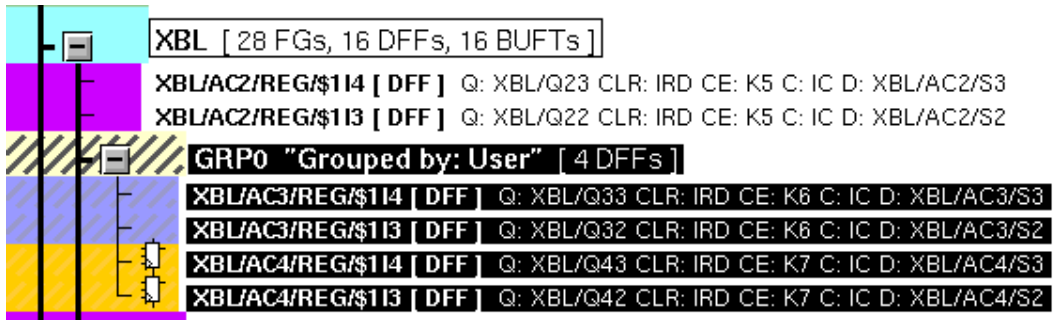 XBL [ 28 FGs, 16 DFFs, 16 BUFTs ]
XBL/AC2/REG/$1I4 [ DFF ] Q: XBL/Q23 CLR: IRD CE: K5 C: IC D: XBL/AC2/S3
XBL/AC2/REG/$1I3 [ DFF ] Q: XBL/Q22 CLR: IRD CE: K5 C: IC D: XBL/AC2/S2
GRP0 "Grouped by: User" [ 4 DFFs ]
XBL/AC3/REG/$1I4 [ DFF ] Q: XBL/Q33 CLR: IRD CE: K6 C: IC D: XBL/AC3/S3
XBL/AC3/REG/$1I3 [ DFF ] Q: XBL/Q32 CLR: IRD CE: K6 C: IC D: XBL/AC3/S2
XBL/AC4/REG/$1I4 [ DFF ] Q: XBL/Q43 CLR: IRD CE: K7 C: IC D: XBL/AC4/S3
XBL/AC4/REG/$1I3 [ DFF ] Q: XBL/Q42 CLR: IRD CE: K7 C: IC D: XBL/AC4/S2